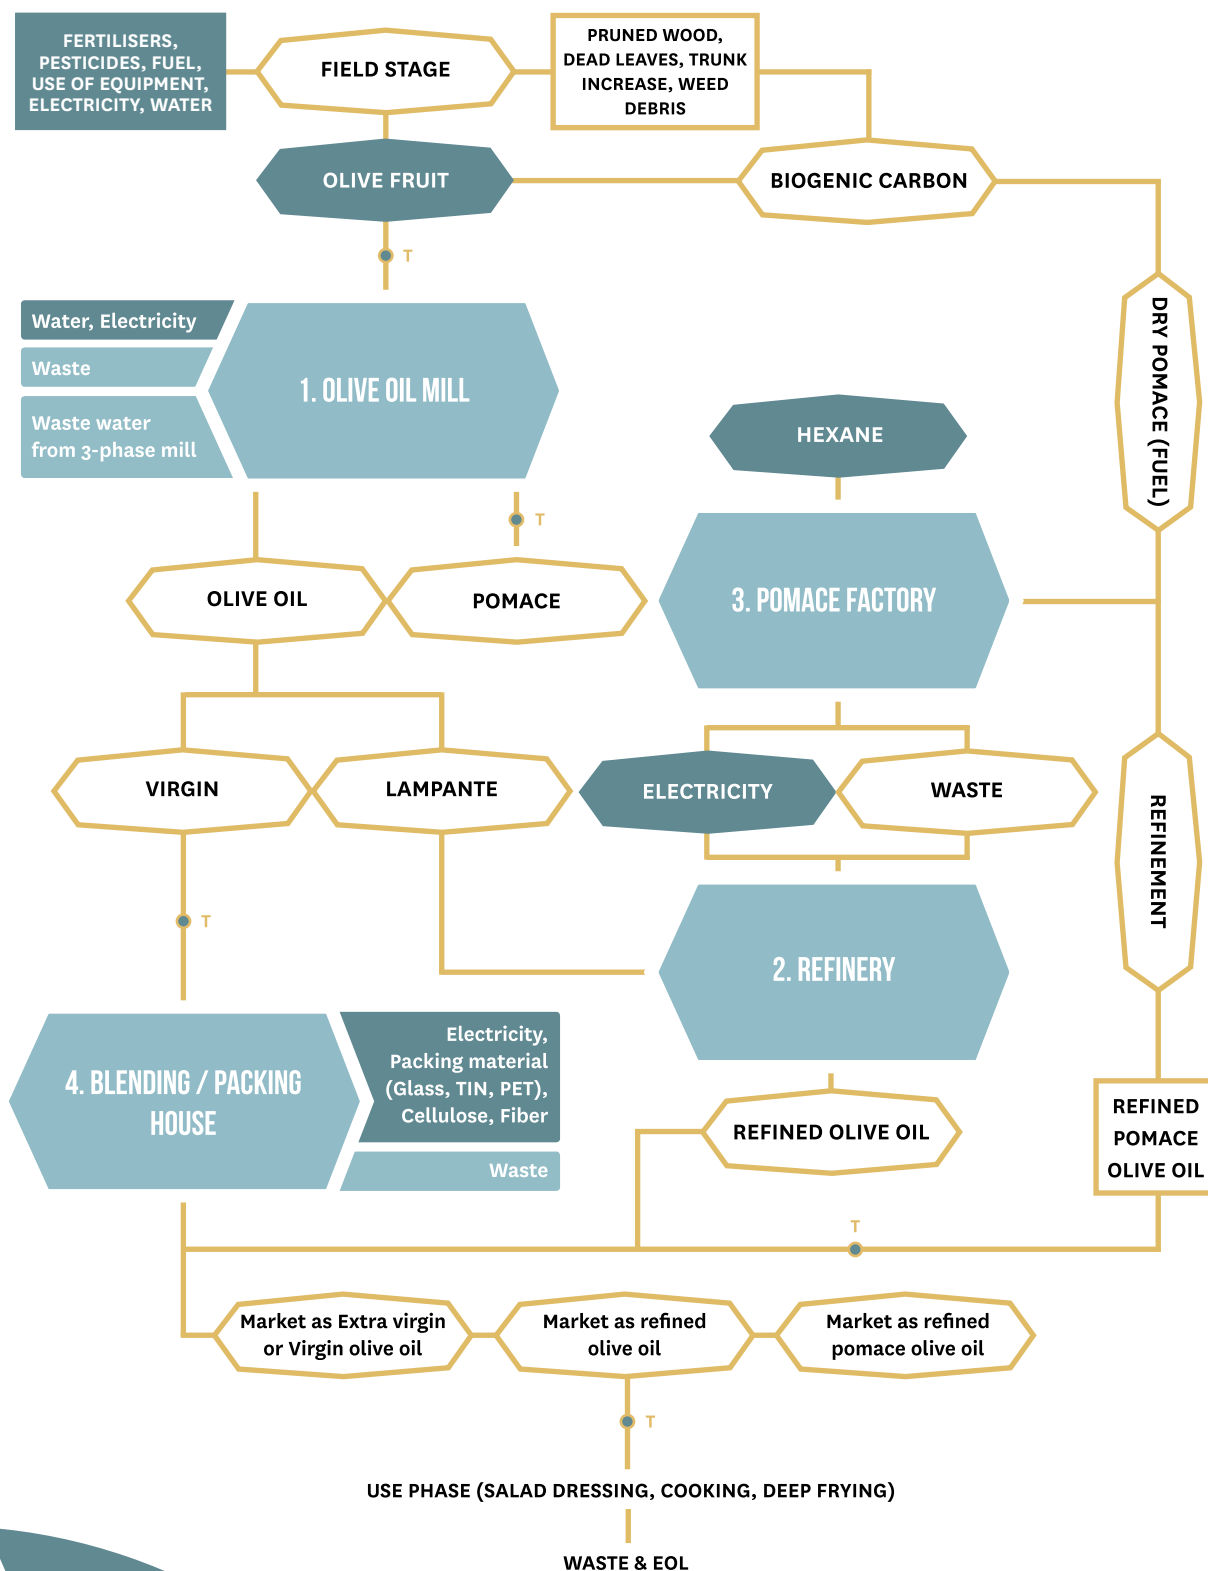 FERTILISERS,
PESTICIDES, FUEL,
USE OF EQUIPMENT,
ELECTRICITY, WATER
FIELD STAGE
PRUNED WOOD,
DEAD LEAVES, TRUNK
INCREASE, WEED
DEBRIS
OLIVE FRUIT
BIOGENIC CARBON
T
DRY POMACE (FUEL)
Water, Electricity
Waste
Waste water
from 3-phase mill
1. OLIVE OIL MILL
HEXANE
T
OLIVE OIL
POMACE
3. POMACE FACTORY
VIRGIN
LAMPANTE
ELECTRICITY
WASTE
REFINEMENT
T
2. REFINERY
4. BLENDING / PACKING
HOUSE
Electricity,
Packing material
(Glass, TIN, PET),
Cellulose, Fiber
Waste
REFINED OLIVE OIL
REFINED
POMACE
OLIVE OIL
T
Market as Extra virgin
or Virgin olive oil
Market as refined
olive oil
Market as refined
pomace olive oil
T
USE PHASE (SALAD DRESSING, COOKING, DEEP FRYING)
WASTE & EOL